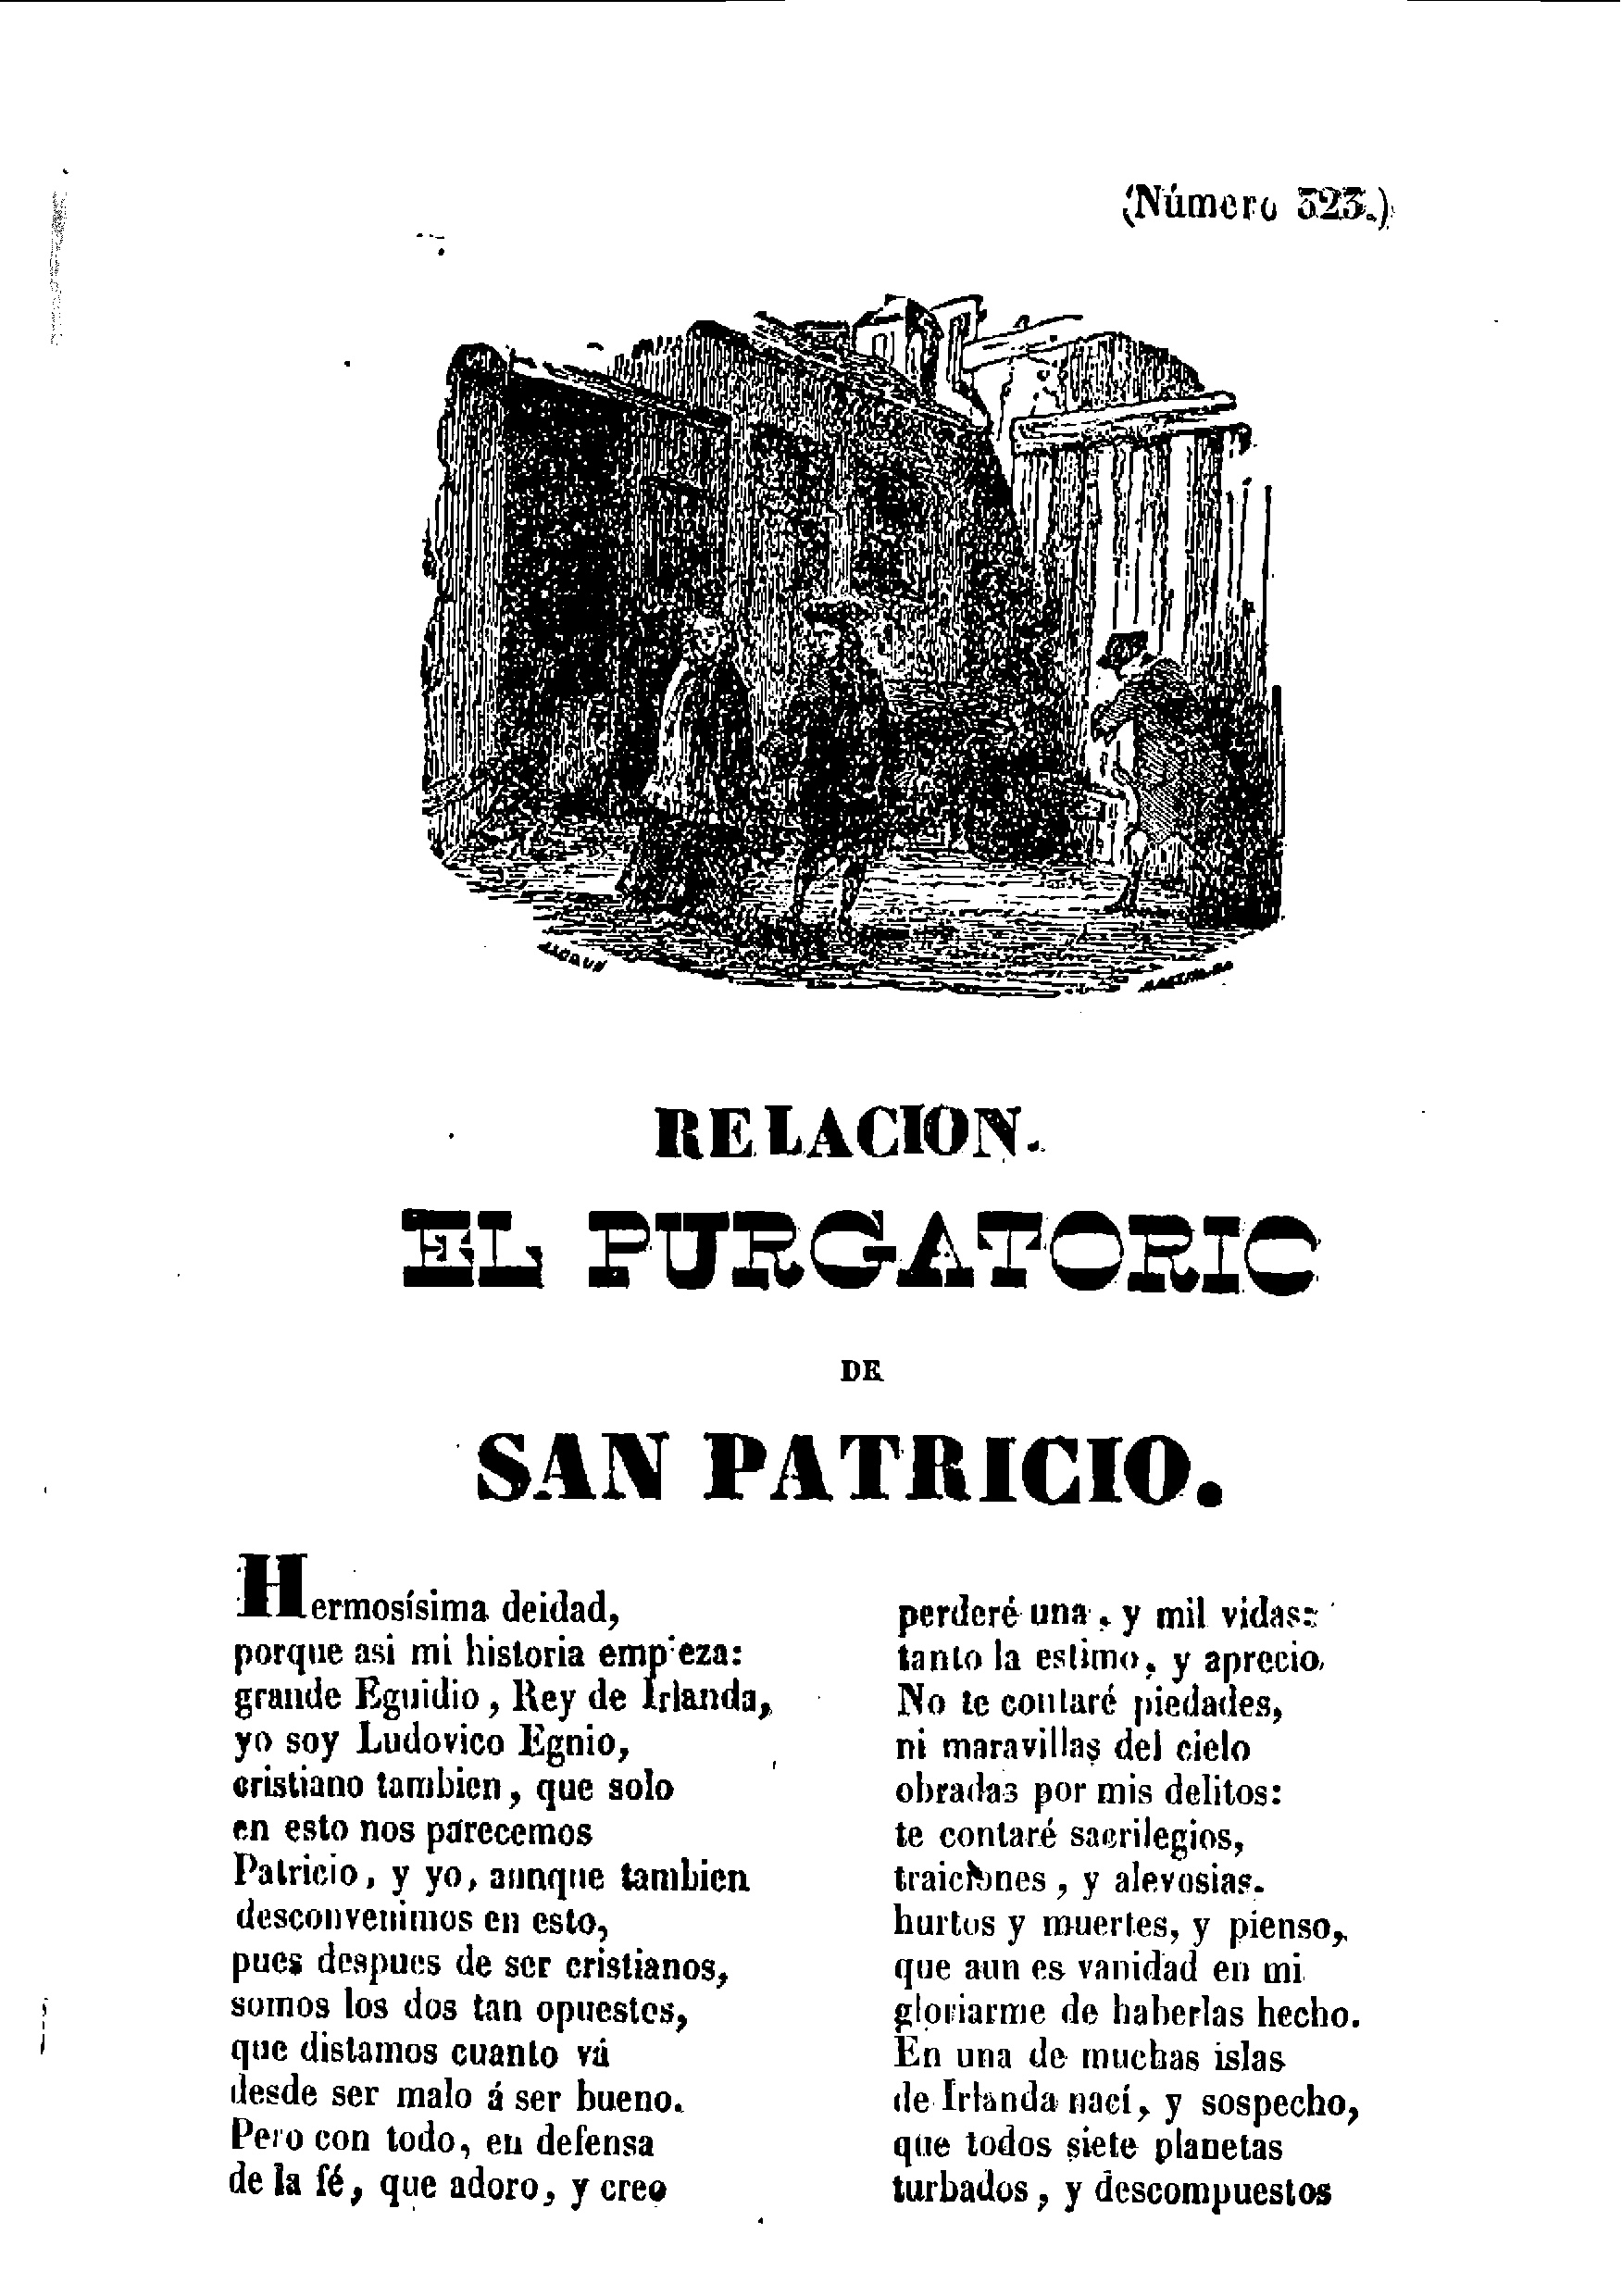 (Número 323.)
RELACION.
EL PURGATORIO
DE
SAN PATRICIO.
Hermosísima deidad,
porque asi mi historia empieza:
grande Eguidio, Rey de Irlanda,
yo soy Ludovico Egnio,
cristiano tambien, que solo
en esto nos parecemos
Patricio, y yo, aunque tambien
desconvenimos en esto,
pues despues de ser cristianos,
somos los dos tan opuestos,
que distamos cuanto vá
desde ser malo á ser bueno.
Pero con todo, en defensa
de la fé, que adoro, y creo
perderé una, y mil vidas:
tanto la estimo, y aprecio.
No te contaré piedades,
ni maravillas del cielo
obradas por mis delitos:
te contaré sacrilegios,
traiciones, y alevosias.
hurtos y muertes, y pienso,
que aun es vanidad en mi
gloriarme de haberlas hecho.
En una de muchas islas
de Irlanda nací, y sospecho,
que todos siete planetas
turbados, y descompuestos